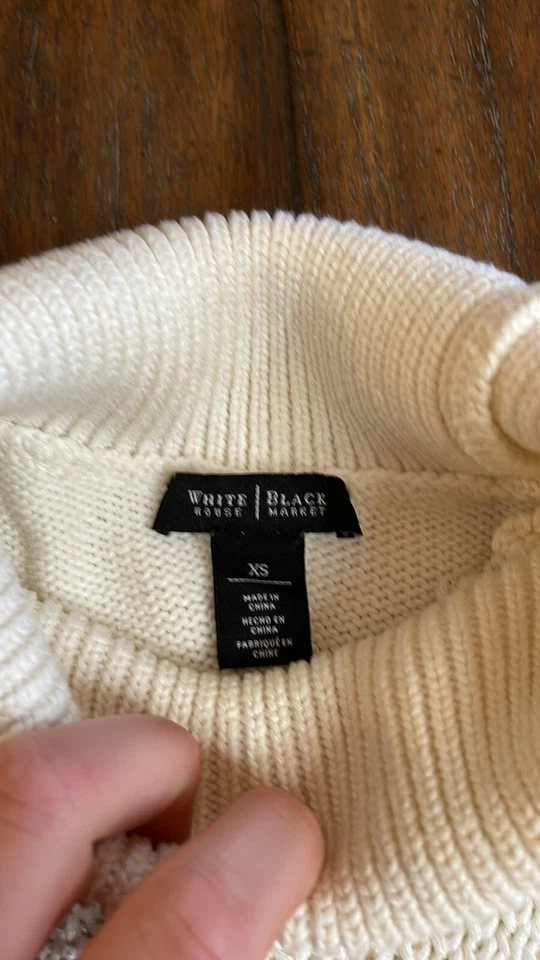 WHITE | BLACK
HOUSE | MARKET
XS
MADE IN
CHINA
HECHO EN
CHINA
FABRIQUÉ EN
CHINE